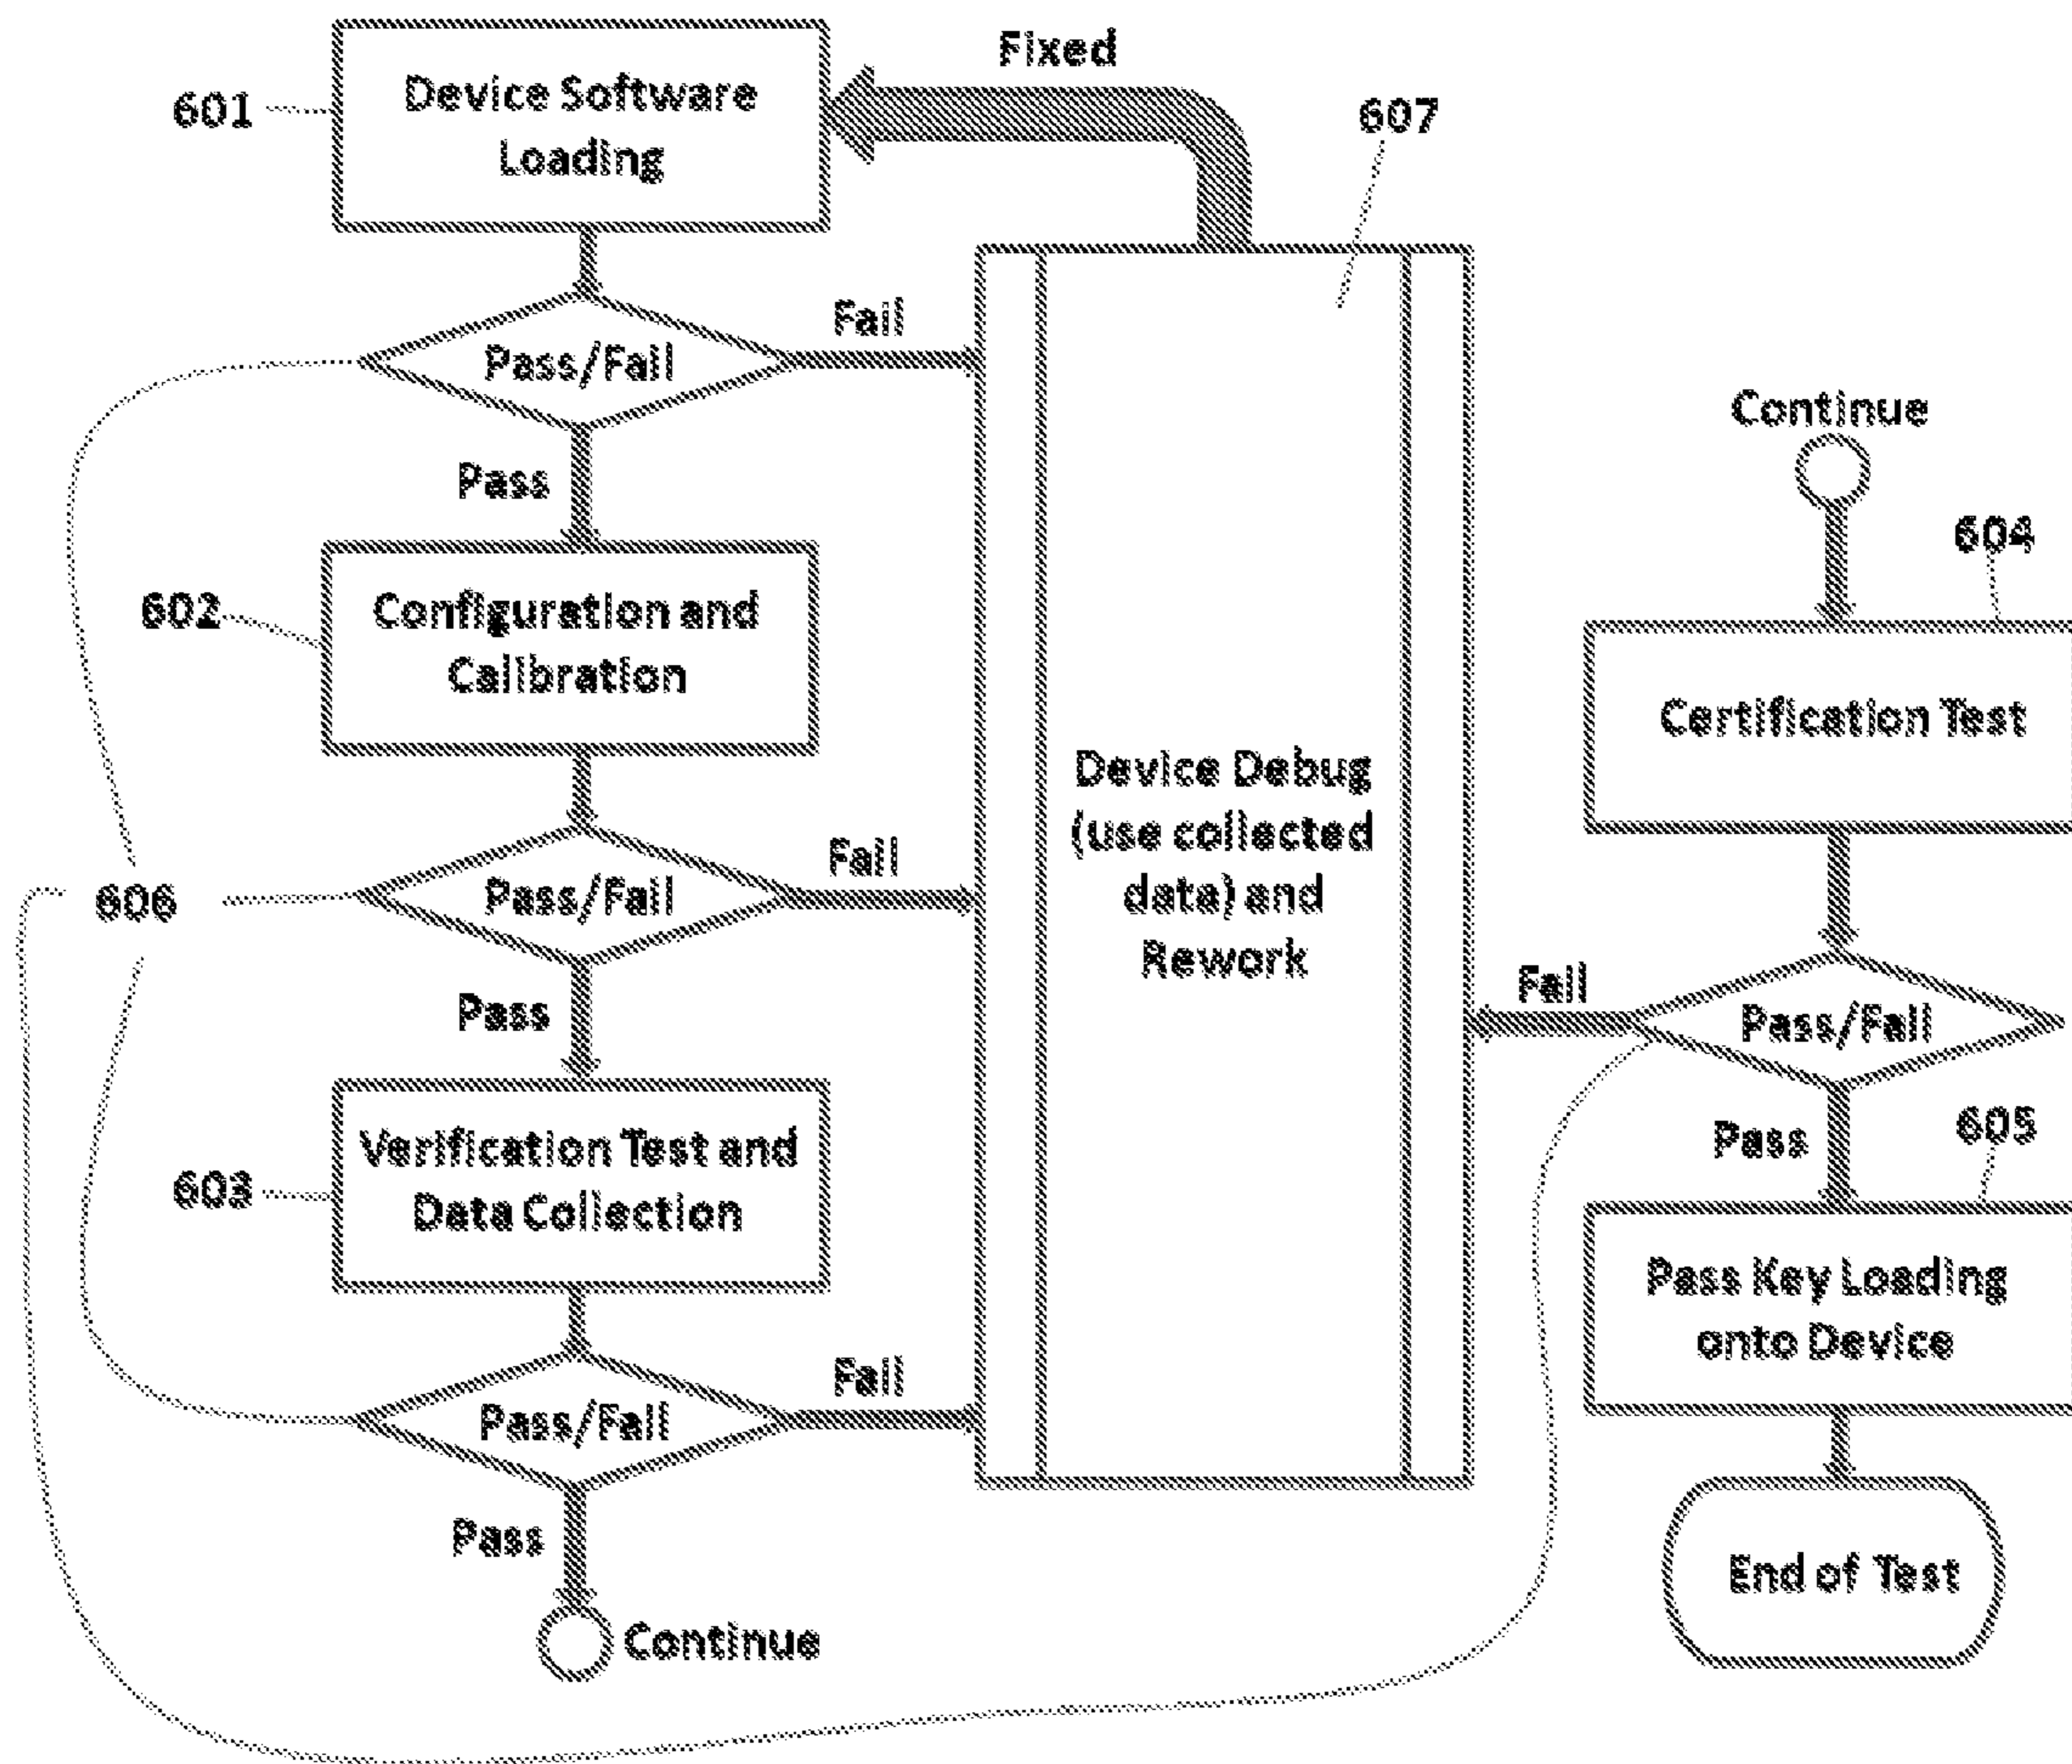 Fixed
607
601
Device Software
Loading
Pass/Fail
Fail
Pass
602
Configuration and
Calibration
606
Pass/Fail
Fail
Pass
603
Verification Test and
Data Collection
Pass/Fail
Fail
Pass
Continue
Device Debug
(use collected
data) and
Rework
Continue
604
Certification Test
Fail
Pass/Fail
Pass
605
Pass Key Loading
onto Device
End of Test